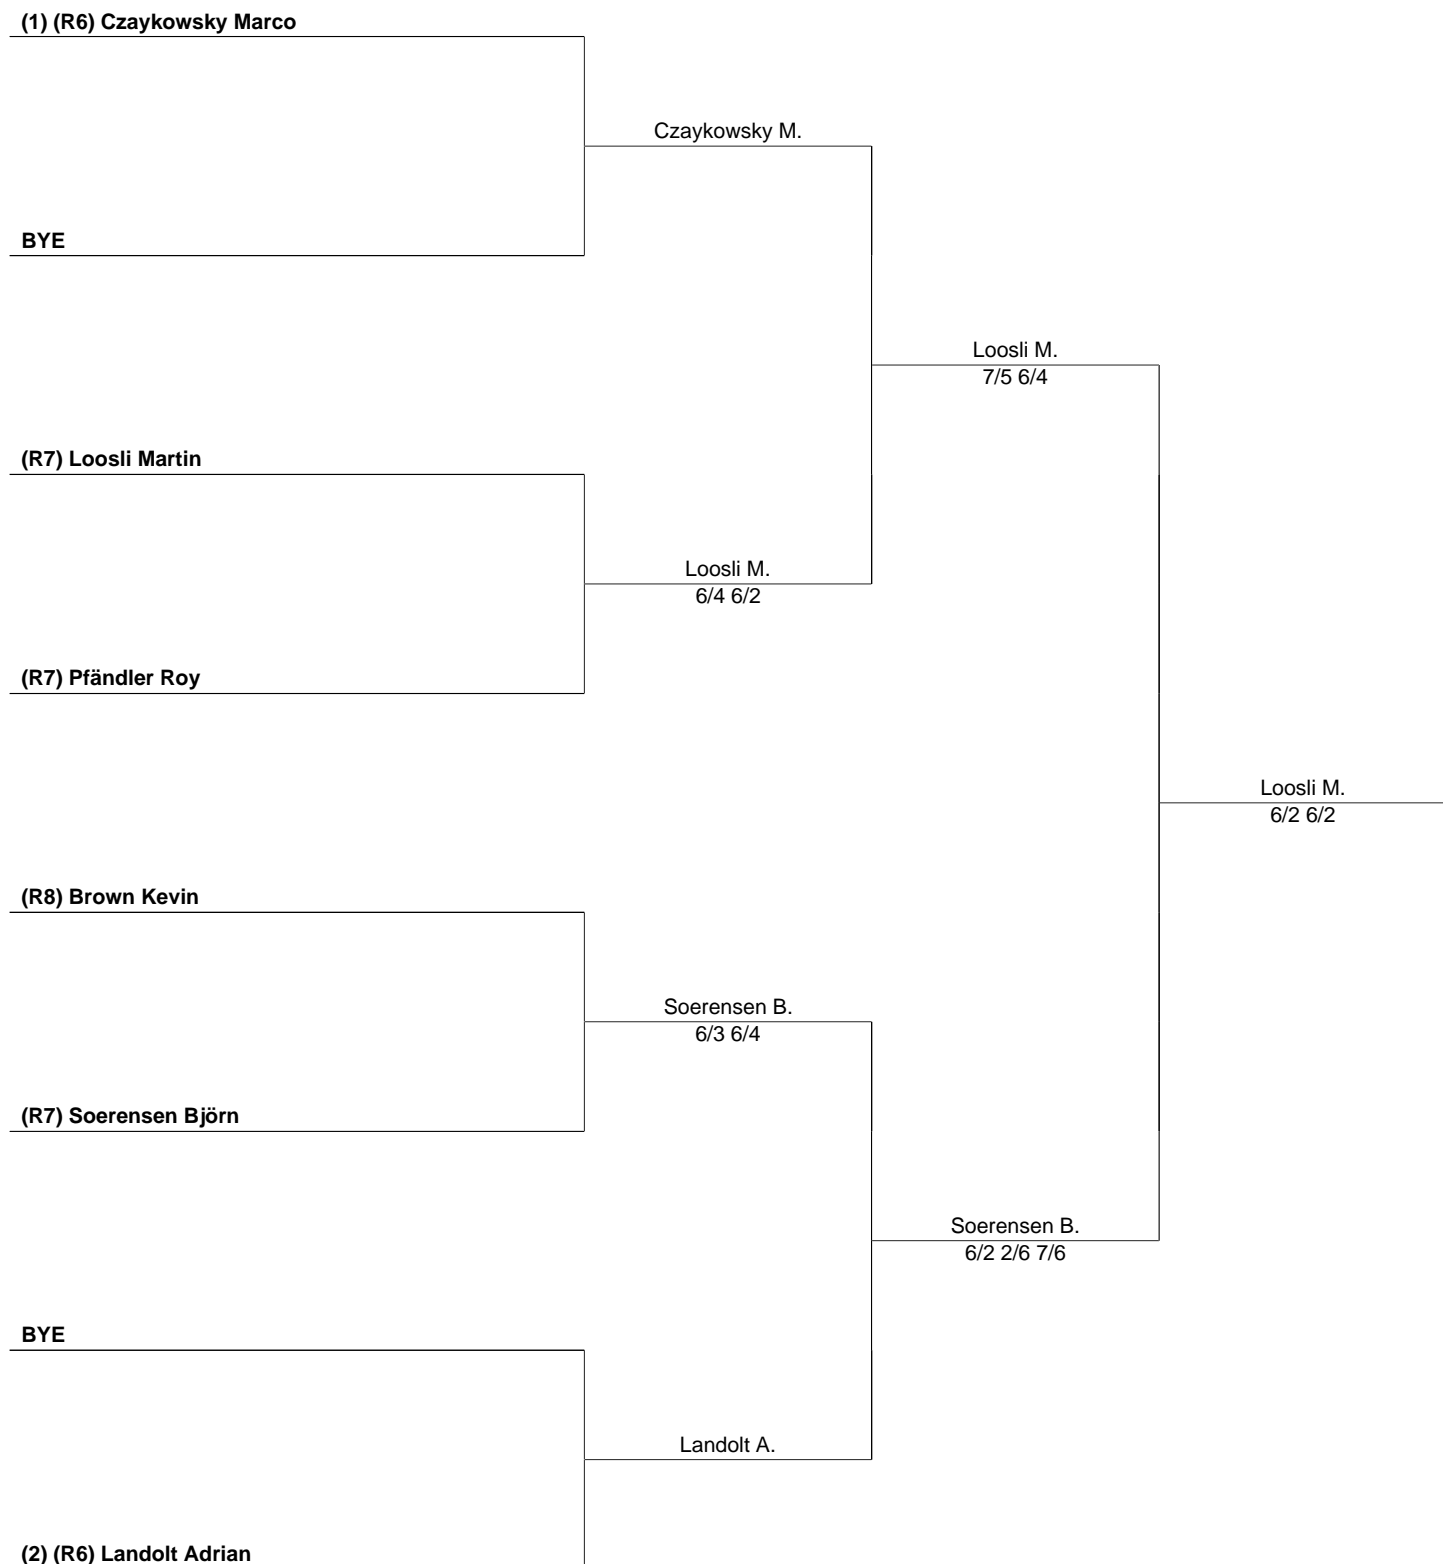 (1) (R6) Czaykowsky Marco
Czaykowsky M.
BYE
Loosli M.
7/5 6/4
(R7) Loosli Martin
Loosli M.
6/4 6/2
(R7) Pfändler Roy
Loosli M.
6/2 6/2
(R8) Brown Kevin
Soerensen B.
6/3 6/4
(R7) Soerensen Björn
Soerensen B.
6/2 2/6 7/6
BYE
Landolt A.
(2) (R6) Landolt Adrian